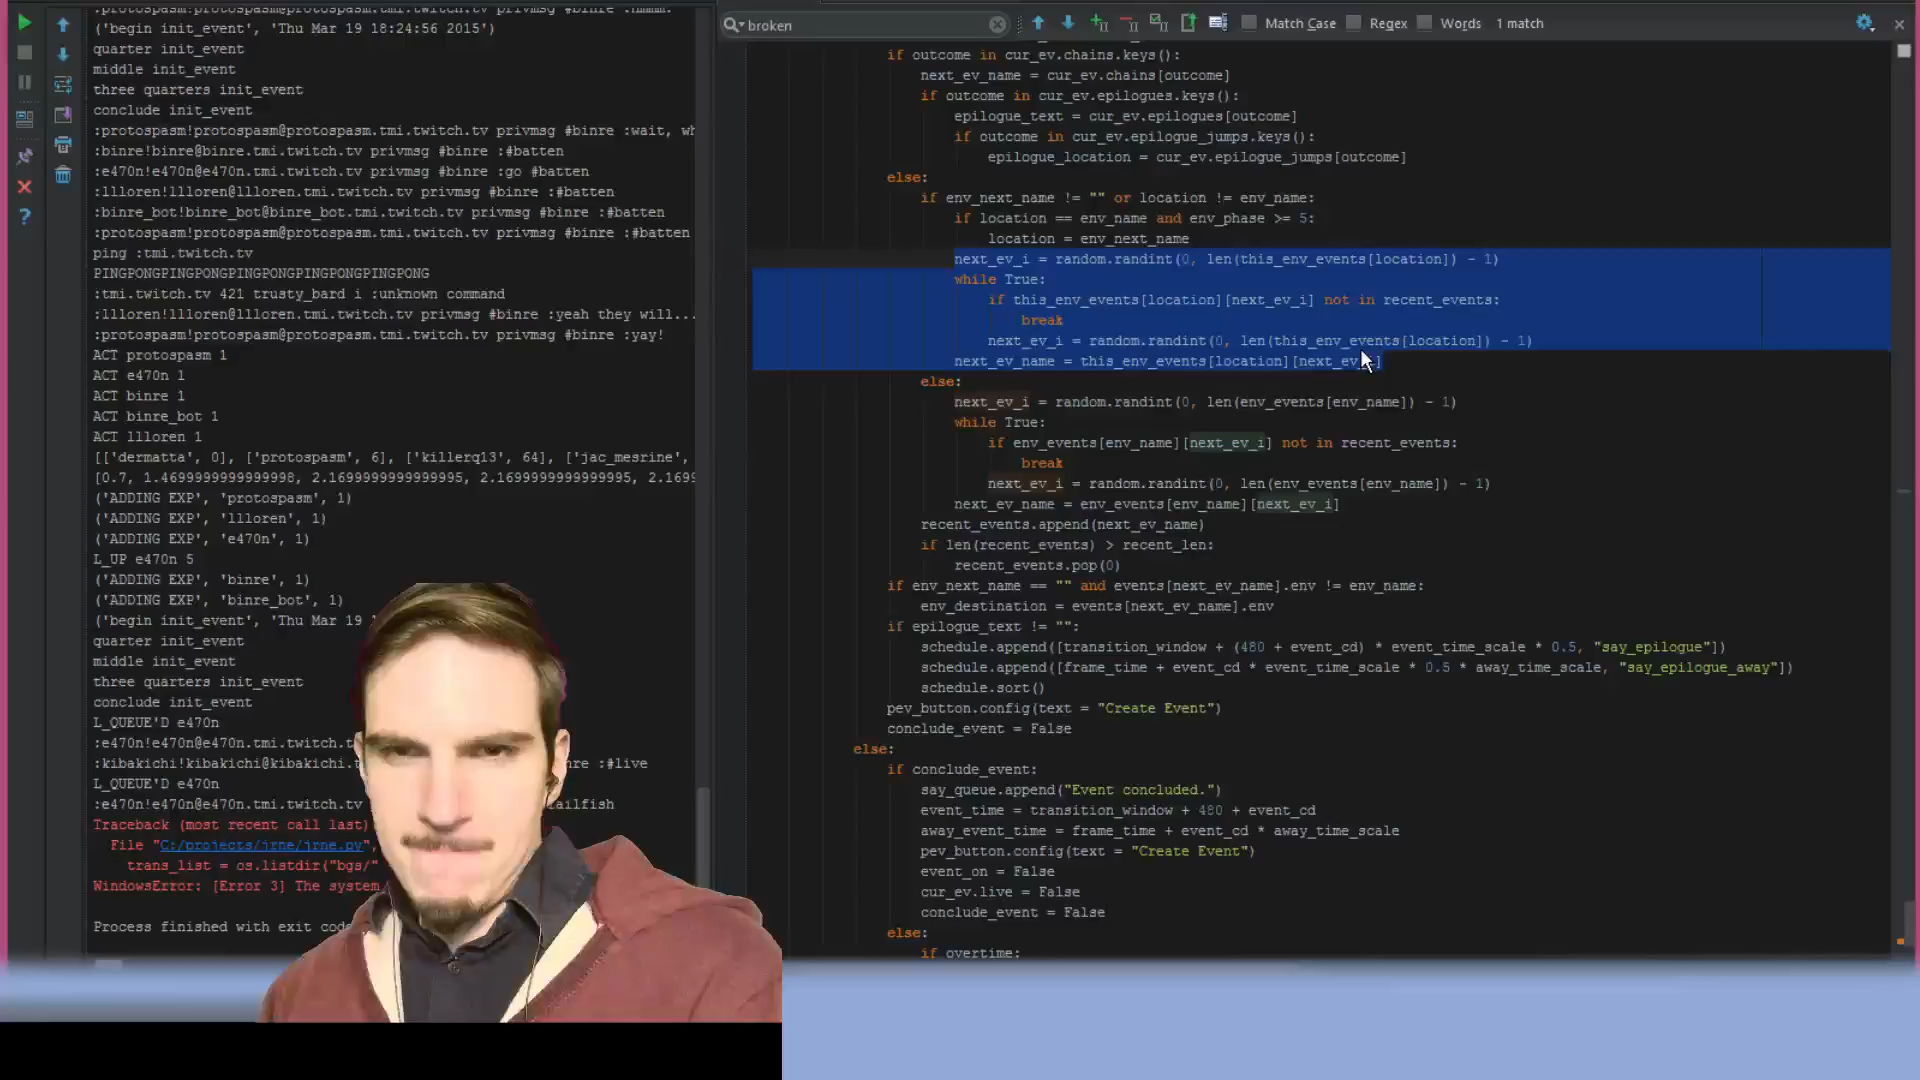 ('begin init_event', 'Thu Mar 19 18:24:56 2015')
quarter init_event
middle init_event
three quarters init_event
conclude init_event
:protospasm!protospasm@protospasm.tmi.twitch.tv privmsg #binre :wait, wh
:binre!binre@binre.tmi.twitch.tv privmsg #binre :#batten
:e470n!e470n@e470n.tmi.twitch.tv privmsg #binre :go #batten
:llloren!llloren@llloren.tmi.twitch.tv privmsg #binre :#batten
:binre_bot!binre_bot@binre_bot.tmi.twitch.tv privmsg #binre :#batten
:protospasm!protospasm@protospasm.tmi.twitch.tv privmsg #binre :#batten
ping :tmi.twitch.tv
PINGPONGPINGPONGPINGPONGPINGPONGPINGPONG
:tmi.twitch.tv 421 trusty_bard i :unknown command
:llloren!llloren@llloren.tmi.twitch.tv privmsg #binre :yeah they will...
:protospasm!protospasm@protospasm.tmi.twitch.tv privmsg #binre :yay!
ACT protospasm 1
ACT e470n 1
ACT binre 1
ACT binre_bot 1
ACT llloren 1
[['dermatta', 0], ['protospasm', 6], ['killerq13', 64], ['jac_mesrine',
[0.7, 1.4699999999999998, 2.1699999999999995, 2.1699999999999995, 2.1699
('ADDING EXP', 'protospasm', 1)
('ADDING EXP', 'llloren', 1)
('ADDING EXP', 'e470n', 1)
L_UP e470n 5
('ADDING EXP', 'binre', 1)
('ADDING EXP', 'binre_bot', 1)
('begin init_event', 'Thu Mar 19
quarter init_event
middle init_event
three quarters init_event
conclude init_event
L_QUEUE'D e470n
:e470n!e470n@e470n.tmi.twitch.t
:kibakichi!kibakichi@kibakichi.t nre :#live
L_QUEUE'D e470n
:e470n!e470n@e470n.tmi.twitch.tv ailfish
Traceback (most recent call last)
File "C:/projects/jrne/jrne.py",
trans_list = os.listdir("bgs/"
WindowsError: [Error 3] The system
Process finished with exit code
broken
Match Case
Regex
Words
1 match
if outcome in cur_ev.chains.keys():
next_ev_name = cur_ev.chains[outcome]
if outcome in cur_ev.epilogues.keys():
epilogue_text = cur_ev.epilogues[outcome]
if outcome in cur_ev.epilogue_jumps.keys():
epilogue_location = cur_ev.epilogue_jumps[outcome]
else:
if env_next_name != "" or location != env_name:
if location == env_name and env_phase >= 5:
location = env_next_name
next_ev_i = random.randint(0, len(this_env_events[location]) - 1)
while True:
if this_env_events[location][next_ev_i] not in recent_events:
break
next_ev_i = random.randint(0, len(this_env_events[location]) - 1)
next_ev_name = this_env_events[location][next_ev_i]
else:
next_ev_i = random.randint(0, len(env_events[env_name]) - 1)
while True:
if env_events[env_name][next_ev_i] not in recent_events:
break
next_ev_i = random.randint(0, len(env_events[env_name]) - 1)
next_ev_name = env_events[env_name][next_ev_i]
recent_events.append(next_ev_name)
if len(recent_events) > recent_len:
recent_events.pop(0)
if env_next_name == "" and events[next_ev_name].env != env_name:
env_destination = events[next_ev_name].env
if epilogue_text != "":
schedule.append([transition_window + (480 + event_cd) * event_time_scale * 0.5, "say_epilogue"])
schedule.append([frame_time + event_cd * event_time_scale * 0.5 * away_time_scale, "say_epilogue_away"])
schedule.sort()
pev_button.config(text = "Create Event")
conclude_event = False
else:
if conclude_event:
say_queue.append("Event concluded.")
event_time = transition_window + 480 + event_cd
away_event_time = frame_time + event_cd * away_time_scale
pev_button.config(text = "Create Event")
event_on = False
cur_ev.live = False
conclude_event = False
else:
if overtime: